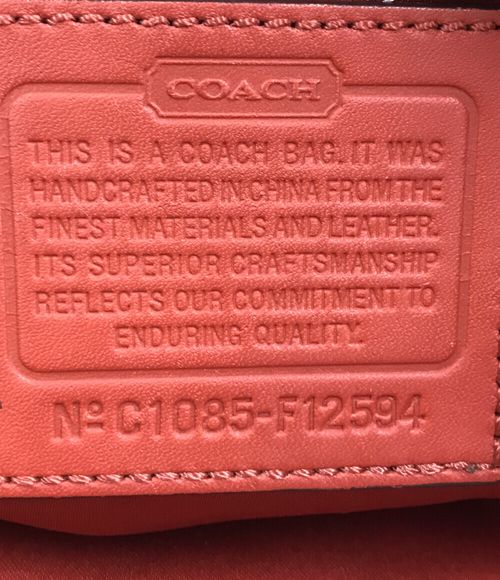 COACH
THIS IS A COACH BAG. IT WAS
HANDCRAFTED IN CHINA FROM THE
FINEST MATERIALS AND LEATHER.
ITS SUPERIOR CRAFTSMANSHIP
REFLECTS OUR COMMITMENT TO
ENDURING QUALITY.
Nº C1085-F12594